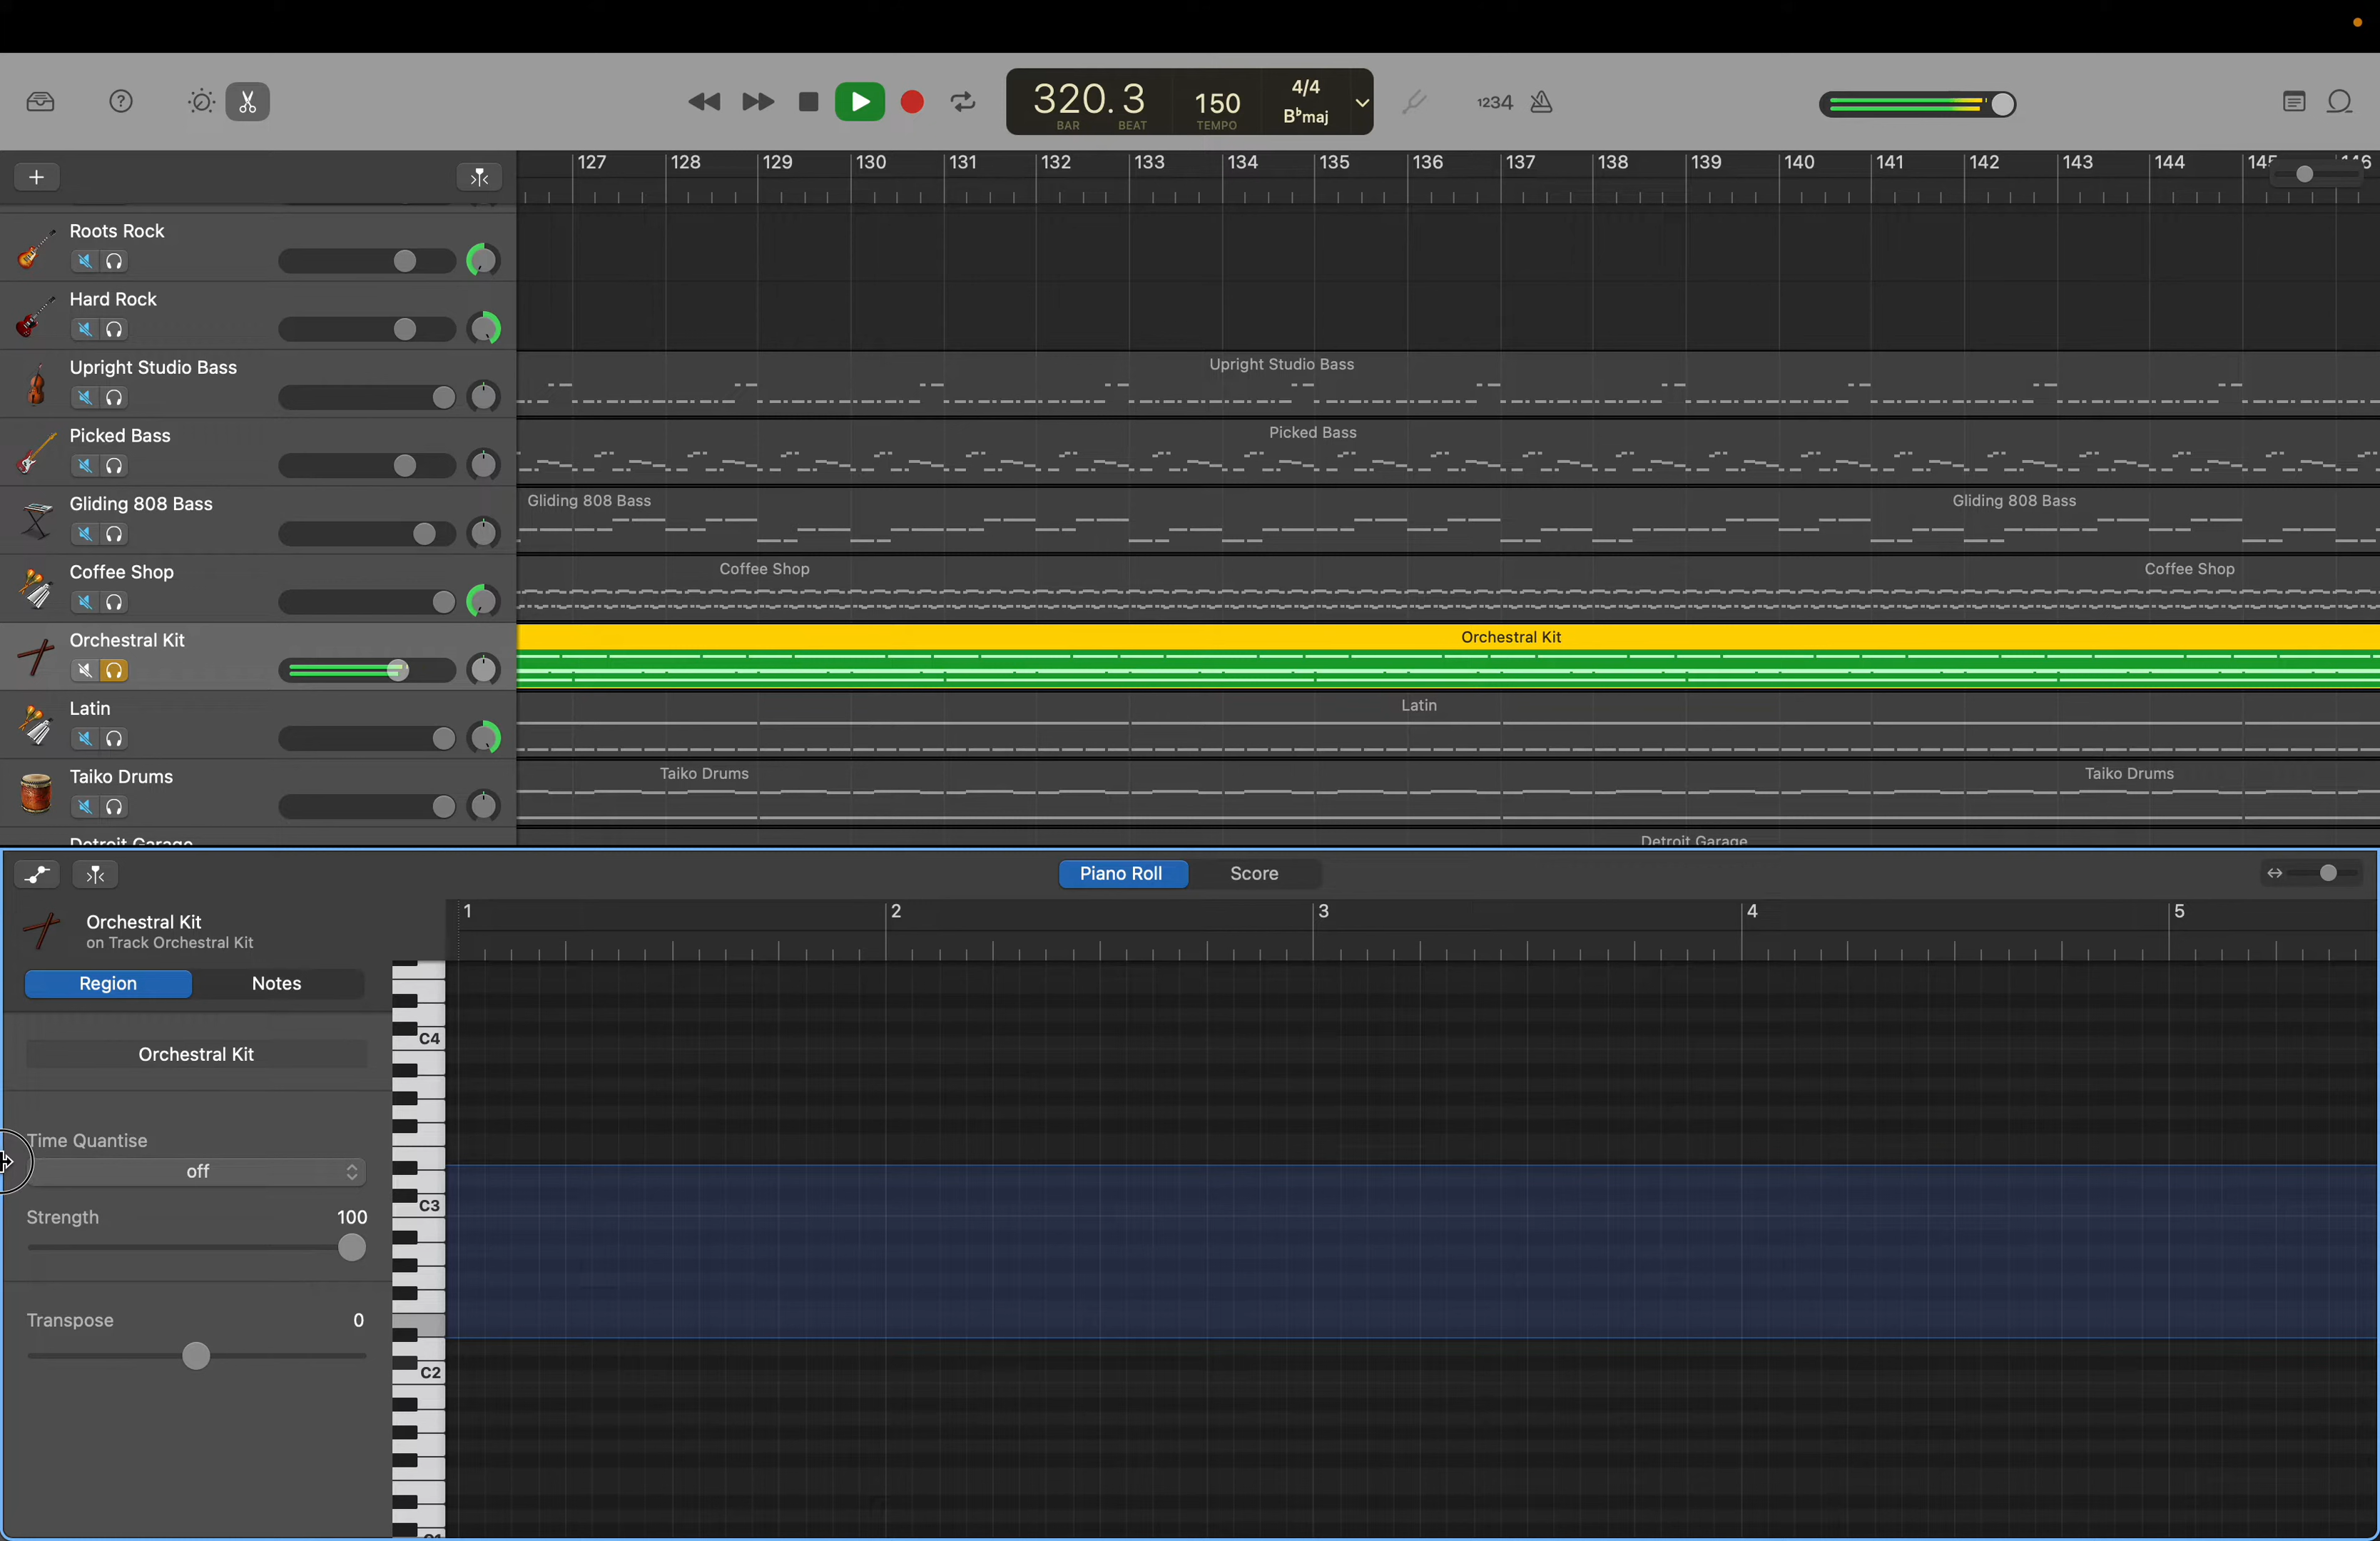 320.3
BAR BEAT
150
TEMPO
4/4
B♭maj
1234
127 128 129 130 131 132 133 134 135 136 137 138 139 140 141 142 143 144 145 146
Roots Rock
Hard Rock
Upright Studio Bass
Upright Studio Bass
Picked Bass
Picked Bass
Gliding 808 Bass
Gliding 808 Bass Gliding 808 Bass
Coffee Shop
Coffee Shop Coffee Shop
Orchestral Kit
Orchestral Kit
Latin
Latin
Taiko Drums
Taiko Drums Taiko Drums
Detroit Garage
Detroit Garage
Piano Roll Score
Orchestral Kit
on Track Orchestral Kit
1 2 3 4 5
Region Notes
C4
Orchestral Kit
Time Quantise
off
C3
Strength 100
Transpose 0
C2
C1